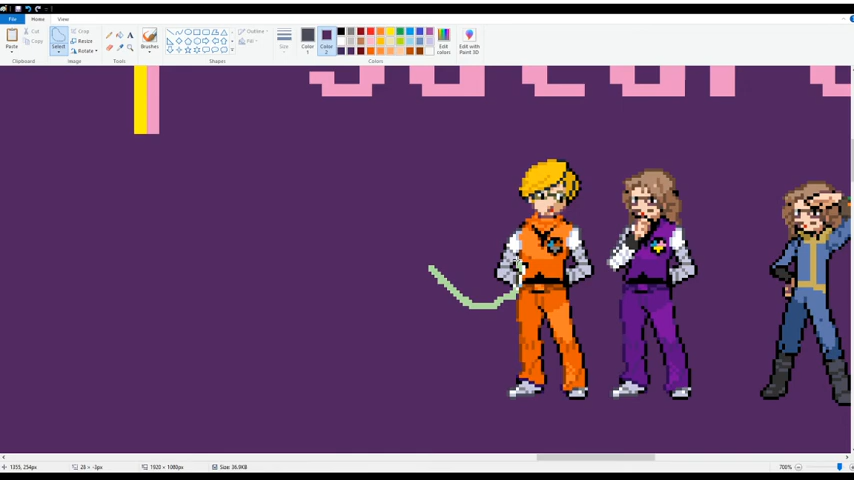 File Home View
Paste Cut Copy Clipboard
Select Crop Resize Rotate Image
Tools
Brushes
Outline Fill Shapes
Size
Color 1 Color 2 Colors Edit colors Edit with Paint 3D
1355, 254px 28 × -3px 1920 × 1080px Size: 36.9KB 700%